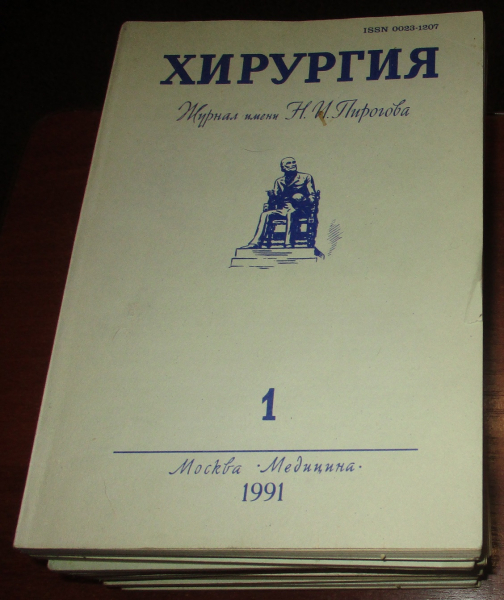 ISSN 0023-1207
ХИРУРГИЯ
Журнал имени Н.И.Пирогова
1
Москва ·Медицина·
1991